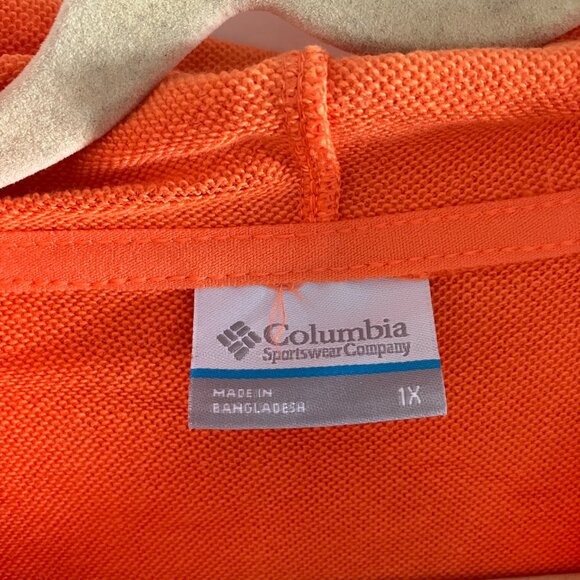 Columbia
Sportswear Company
MADE IN
BANGLADESH
1X